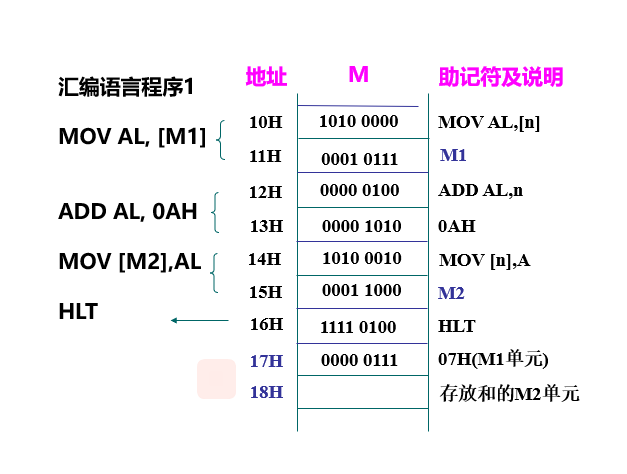 地址 M 助记符及说明
汇编语言程序1
10H 1010 0000 MOV AL,[n]
MOV AL, [M1]
11H 0001 0111 M1
12H 0000 0100 ADD AL,n
ADD AL, 0AH
13H 0000 1010 0AH
MOV [M2],AL
14H 1010 0010 MOV [n],A
15H 0001 1000 M2
HLT
16H 1111 0100 HLT
17H 0000 0111 07H(M1单元)
18H 存放和的M2单元